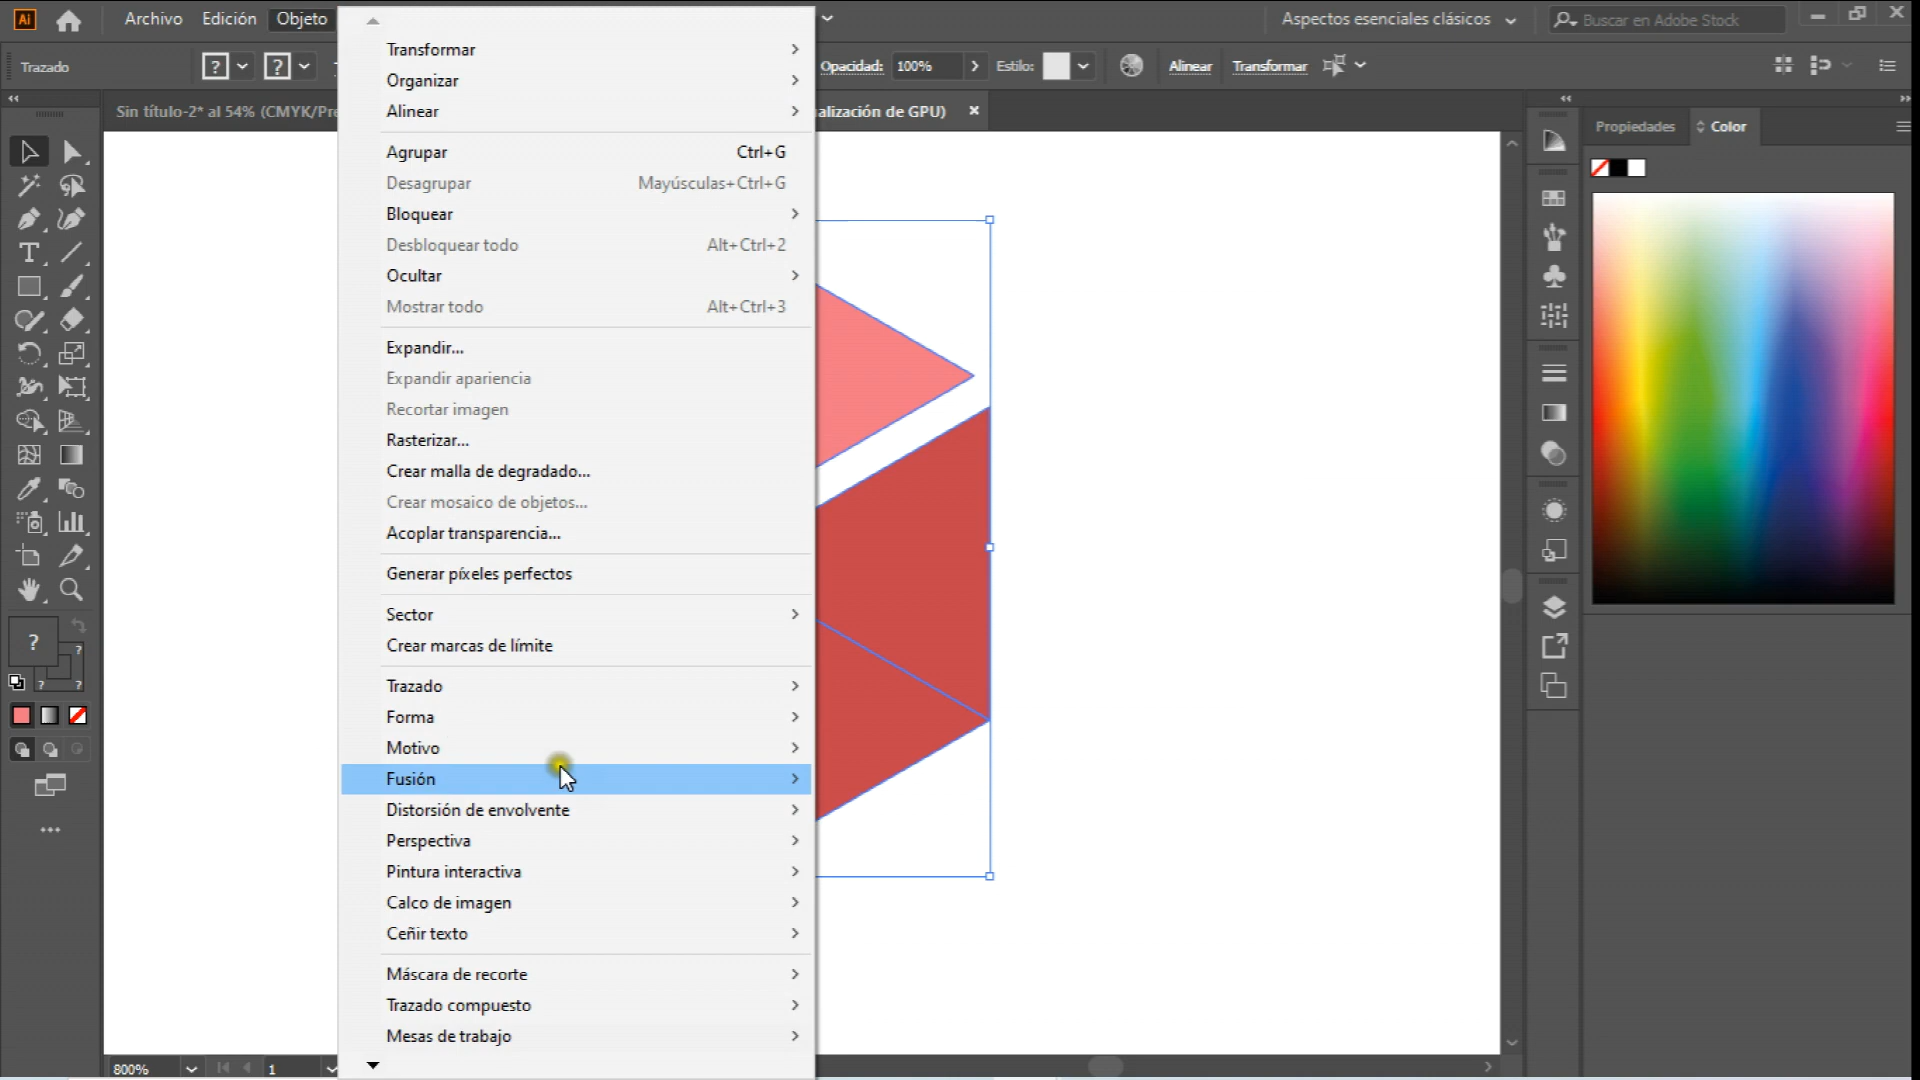 Ai Archivo Edición Objeto Aspectos esenciales clásicos Buscar en Adobe Stock
Trazado ? ? Opacidad: 100% Estilo: Alinear Transformar
Sin título-2* al 54% (CMYK/Pre alización de GPU)
Propiedades Color
Transformar
Organizar
Alinear
Agrupar Ctrl+G
Desagrupar Mayúsculas+Ctrl+G
Bloquear
Desbloquear todo Alt+Ctrl+2
Ocultar
Mostrar todo Alt+Ctrl+3
Expandir...
Expandir apariencia
Recortar imagen
Rasterizar...
Crear malla de degradado...
Crear mosaico de objetos...
Acoplar transparencia...
Generar píxeles perfectos
Sector
Crear marcas de límite
Trazado
Forma
Motivo
Fusión
Distorsión de envolvente
Perspectiva
Pintura interactiva
Calco de imagen
Ceñir texto
Máscara de recorte
Trazado compuesto
Mesas de trabajo
? ? ? ?
800% 1